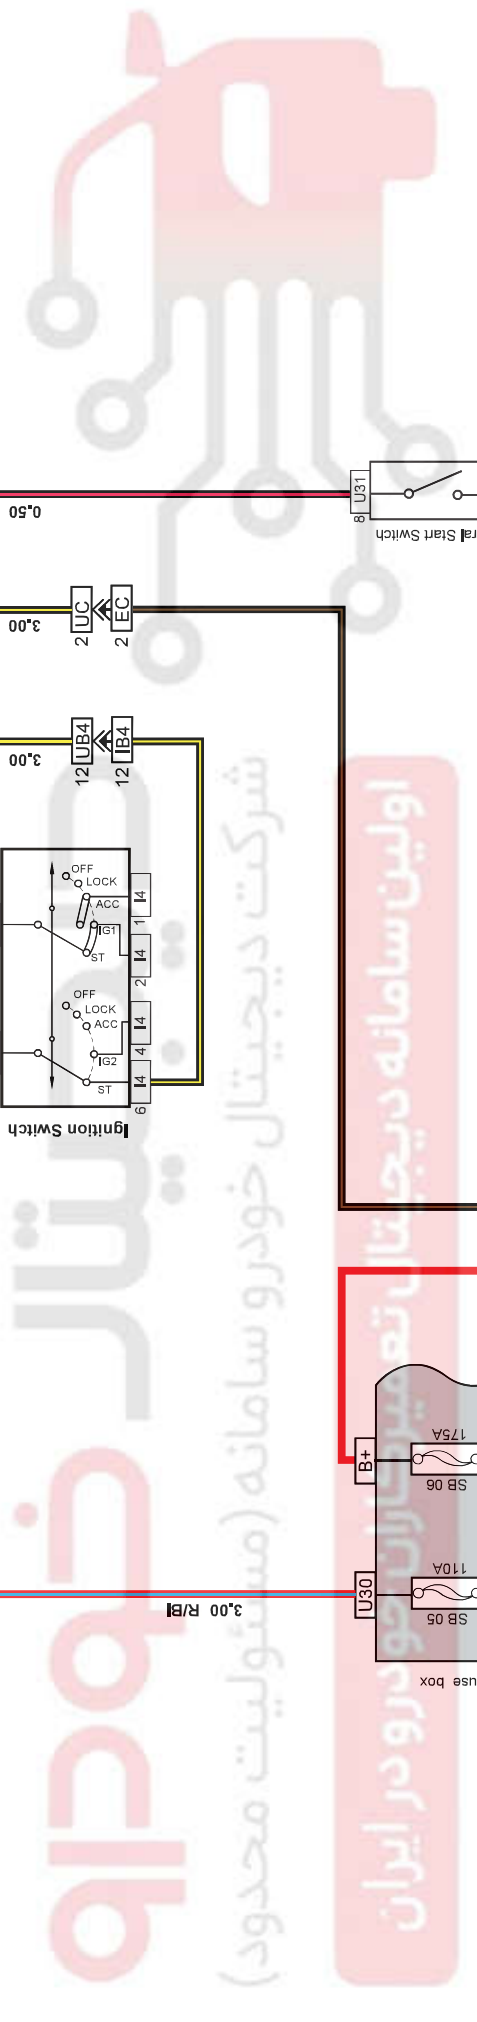 0.50
8
U31
ral Start Switch
3.00
2 UC
2 EC
3.00
12 UB4
12 IB4
OFF
LOCK
ACC
IG1
ST
1 I4
2 I4
OFF
LOCK
ACC
IG2
ST
4 I4
6 I4
Ignition Switch
175A
B+
SB 06
110A
U30
SB 05
3.00 R/Bl
use box
خودرو دیجیتال
شرکت دیجیتال خودرو سامانه (مسئولیت محدود)
اولین سامانه دیجیتال تعمیرکاران خودرو در ایران